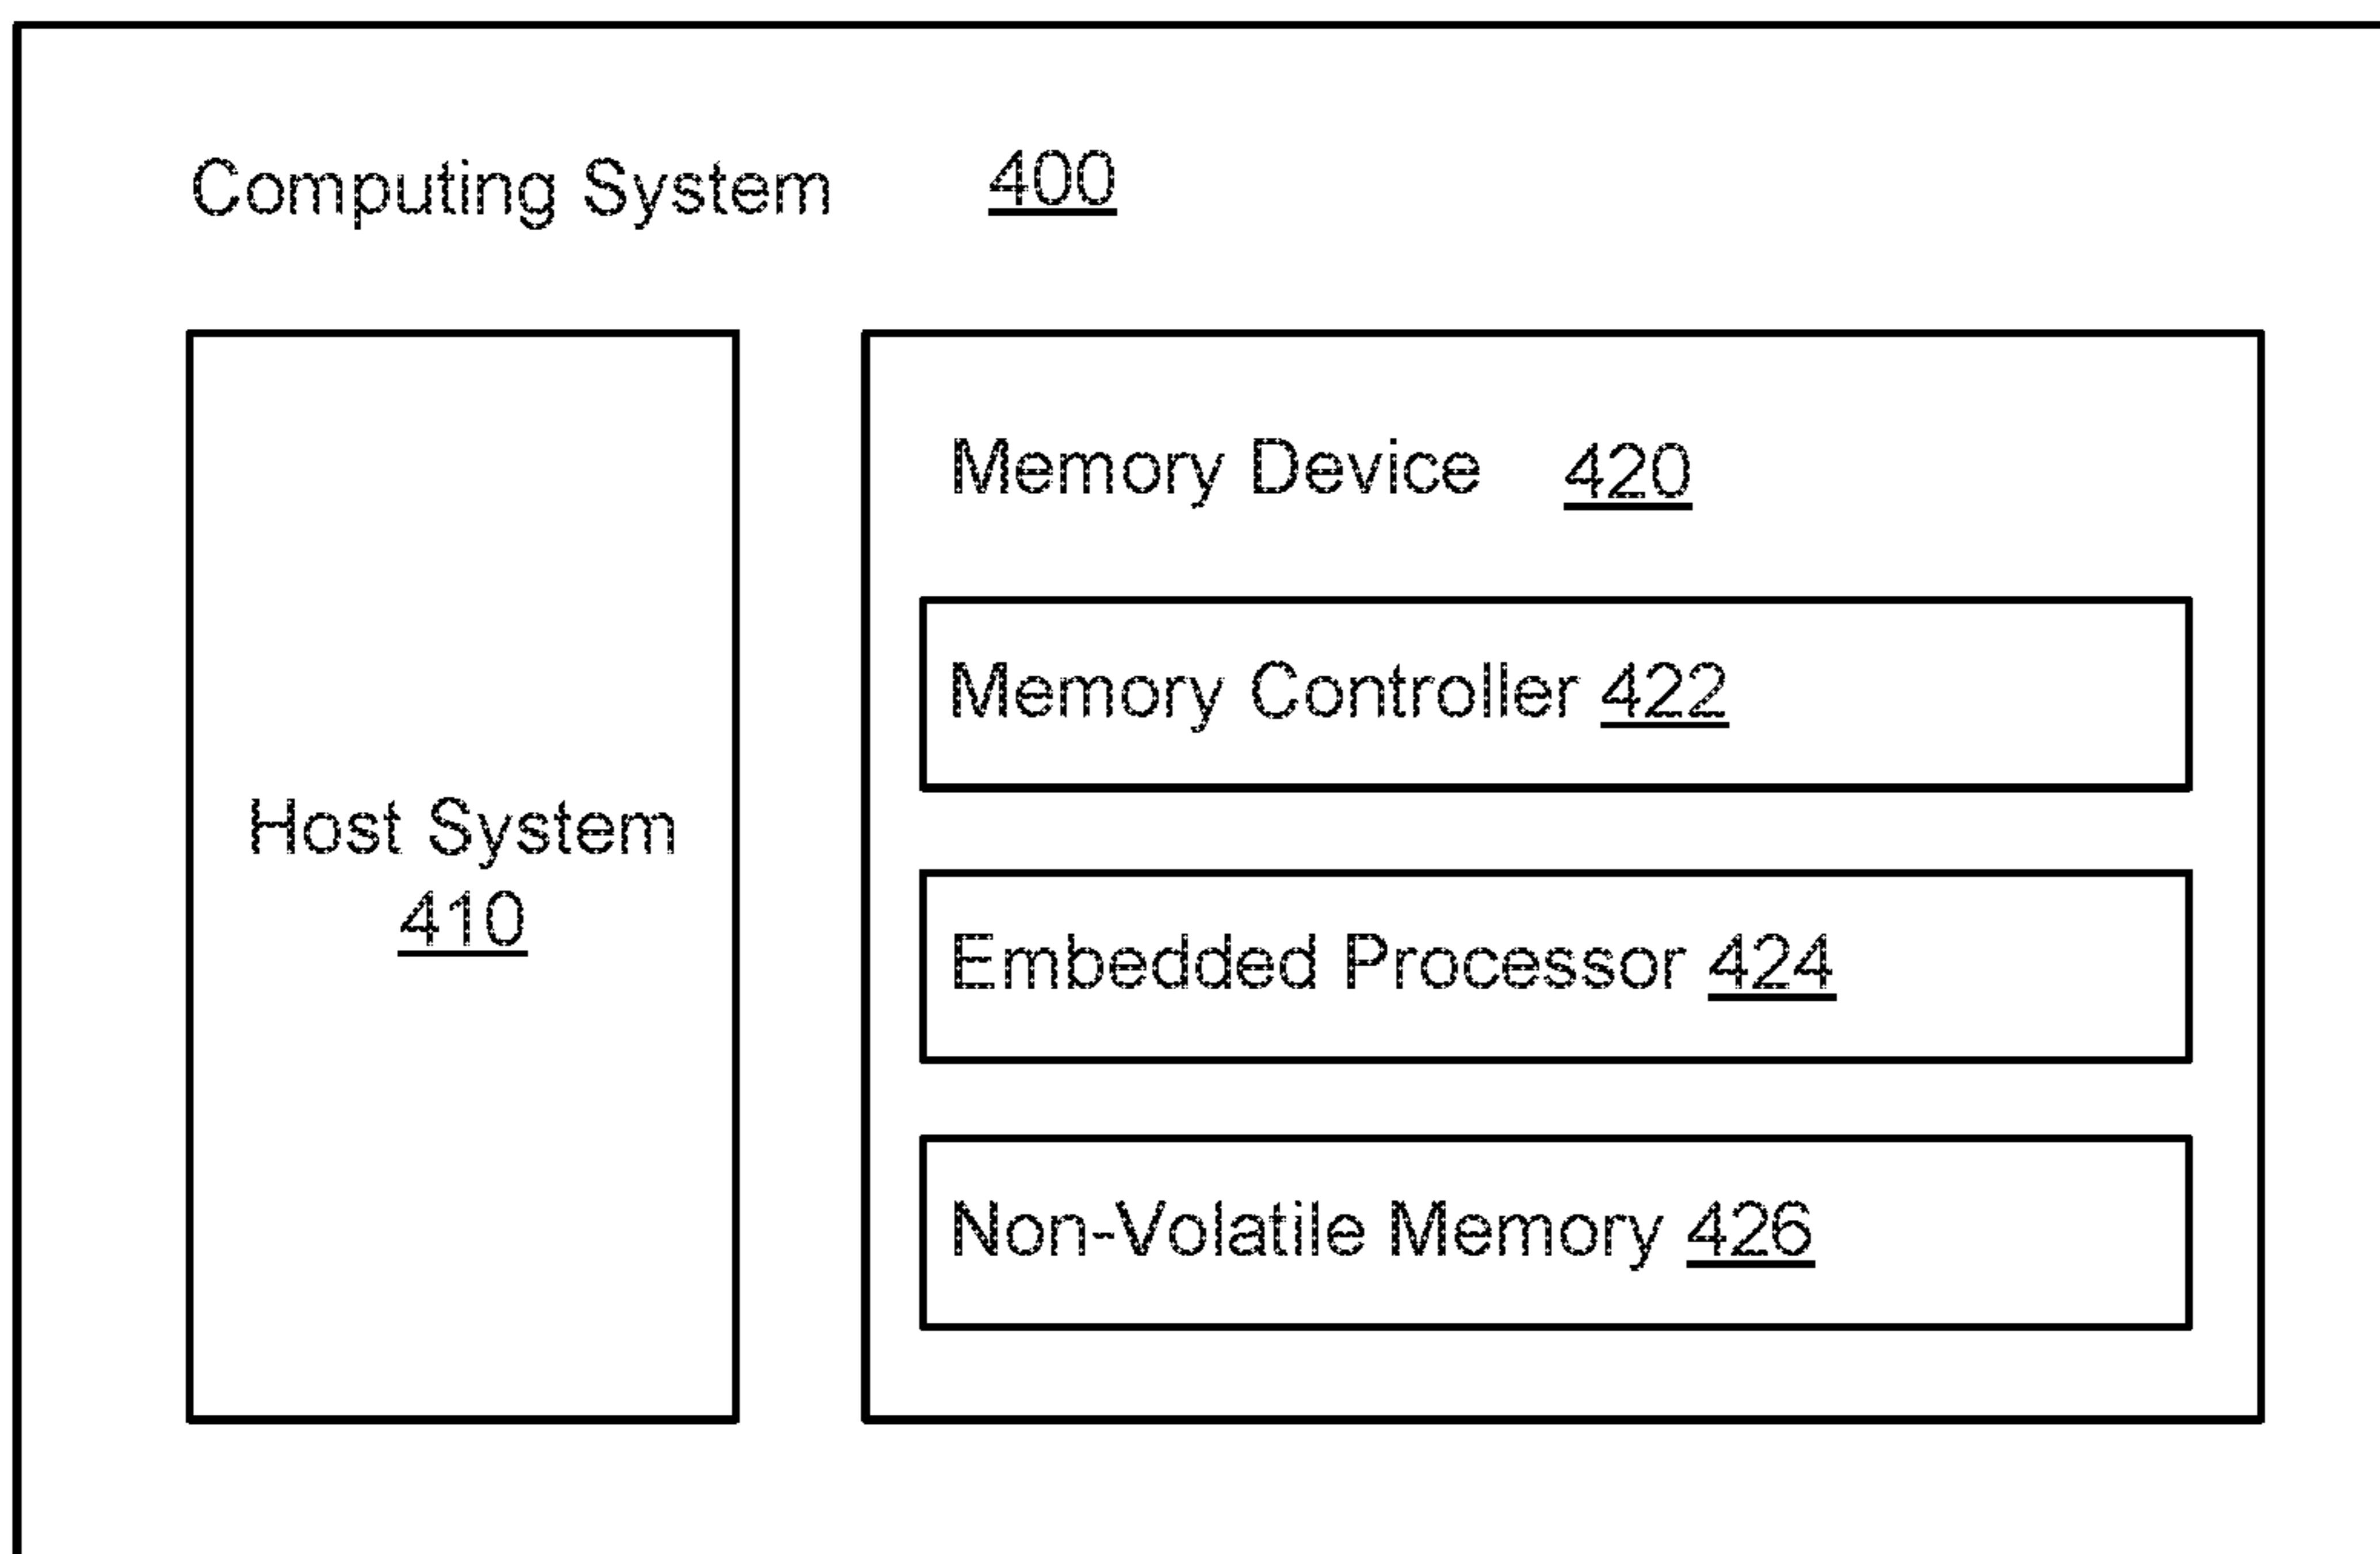 Computing System 400
Host System
410
Memory Device 420
Memory Controller 422
Embedded Processor 424
Non-Volatile Memory 426